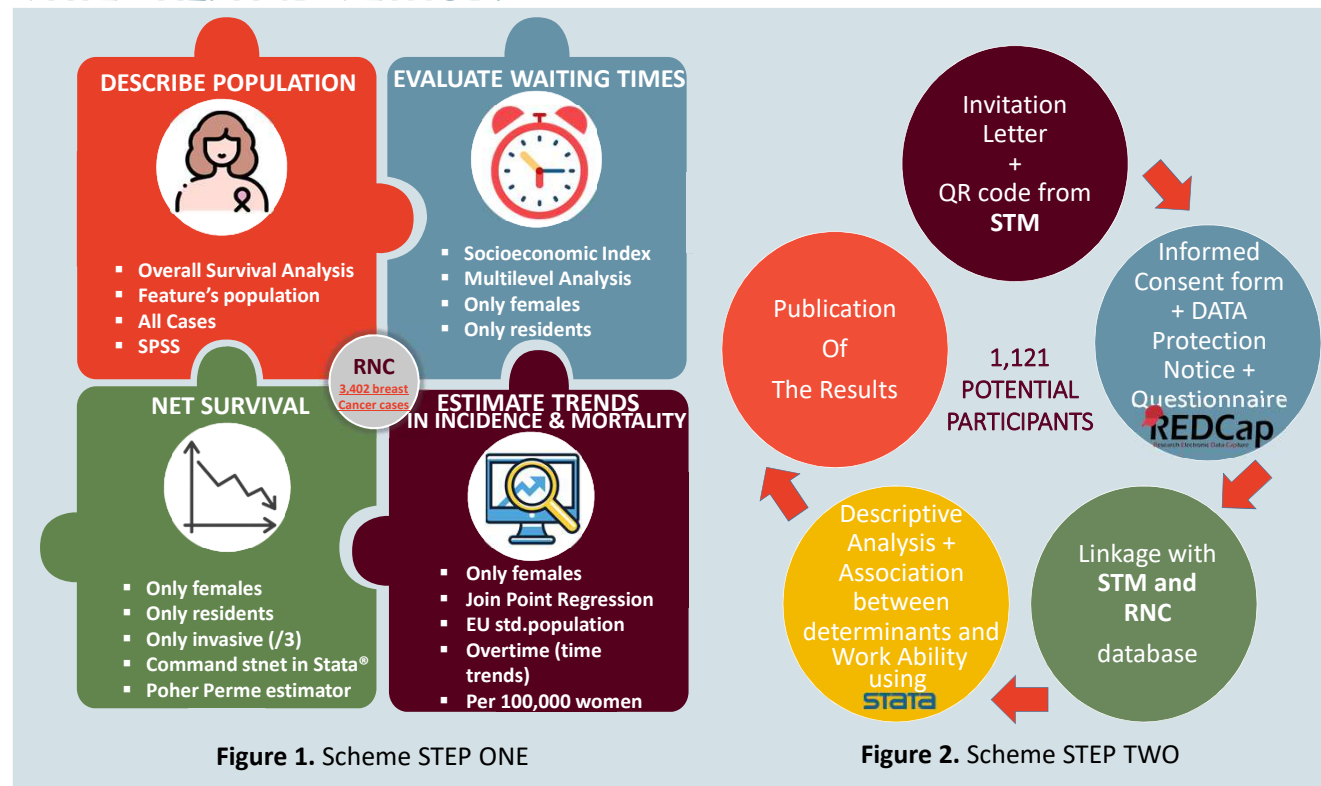 DESCRIBE POPULATION
▪ Overall Survival Analysis
▪ Feature's population
▪ All Cases
▪ SPSS
EVALUATE WAITING TIMES
▪ Socioeconomic Index
▪ Multilevel Analysis
▪ Only females
▪ Only residents
RNC
3,402 breast
Cancer cases
NET SURVIVAL
▪ Only females
▪ Only residents
▪ Only invasive (/3)
▪ Command stnet in Stata®
▪ Poher Perme estimator
ESTIMATE TRENDS
IN INCIDENCE & MORTALITY
▪ Only females
▪ Join Point Regression
▪ EU std.population
▪ Overtime (time
trends)
▪ Per 100,000 women
Figure 1. Scheme STEP ONE
Invitation
Letter
+
QR code from
STM
Informed
Consent form
+ DATA
Protection
Notice +
Questionnaire
REDCap
Research Electronic Data Capture
Linkage with
STM and
RNC
database
Descriptive
Analysis +
Association
between
determinants and
Work Ability
using
STATA
Publication
Of
The Results
1,121
POTENTIAL
PARTICIPANTS
Figure 2. Scheme STEP TWO